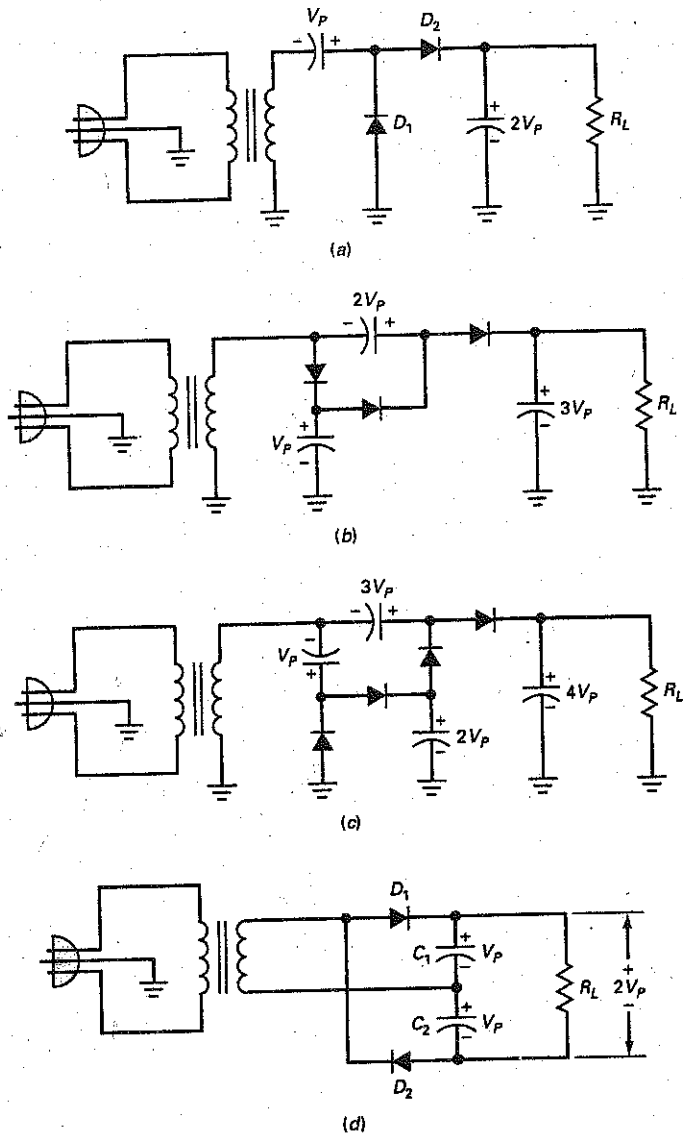 V_P
D_2
- +
D_1
+
-
2V_P
R_L
(a)
2V_P
- +
+
V_P
-
+
3V_P
-
R_L
(b)
3V_P
- +
-
V_P
+
+
2V_P
-
+
4V_P
-
R_L
(c)
D_1
+
C_1 V_P
-
+
C_2 V_P
-
R_L
+
2V_P
-
D_2
(d)